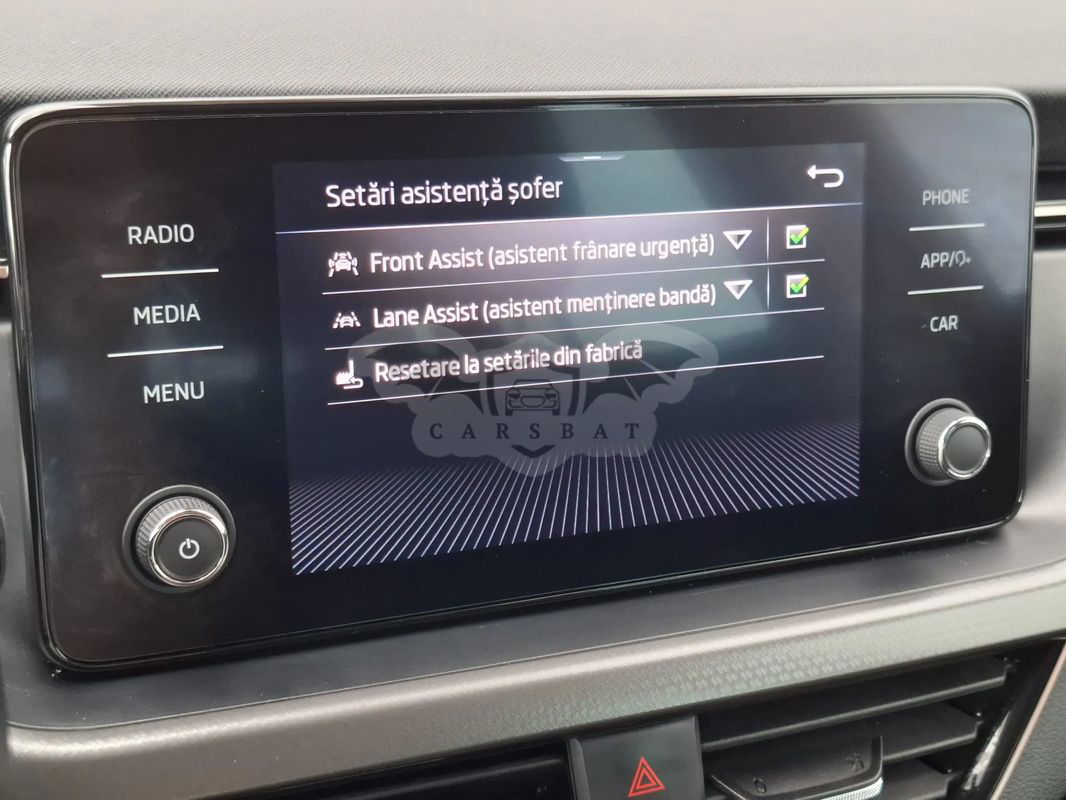 Setări asistență șofer
RADIO
MEDIA
MENU
Front Assist (asistent frânare urgență)
Lane Assist (asistent menținere bandă)
Resetare la setările din fabrică
CARSBAT
PHONE
APP/
CAR